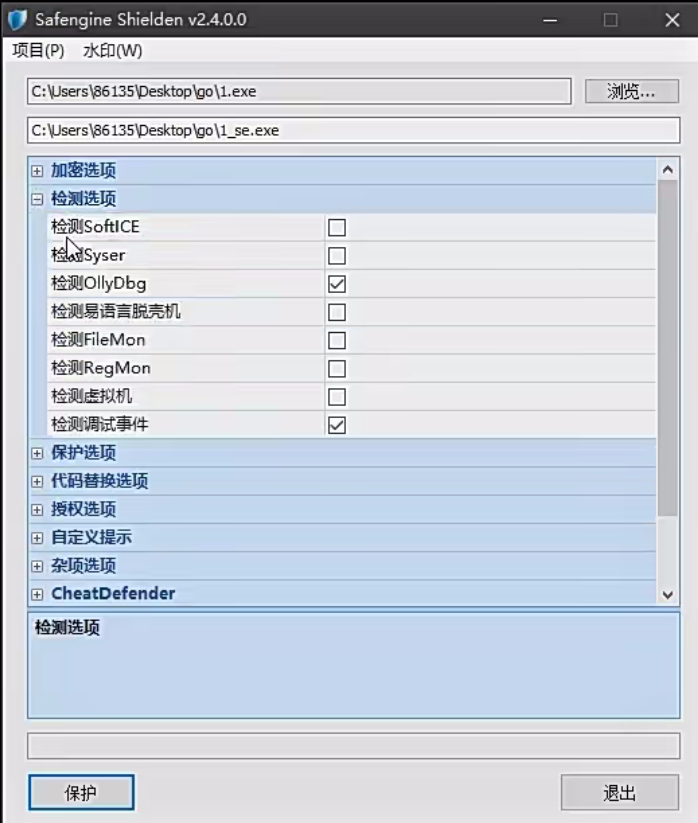 Safengine Shielden v2.4.0.0
项目(P) 水印(W)
C:\Users\86135\Desktop\go\1.exe 浏览...
C:\Users\86135\Desktop\go\1_se.exe
加密选项
检测选项
检测SoftICE
检测Syser
检测OllyDbg
检测易语言脱壳机
检测FileMon
检测RegMon
检测虚拟机
检测调试事件
保护选项
代码替换选项
授权选项
自定义提示
杂项选项
CheatDefender
检测选项
保护 退出